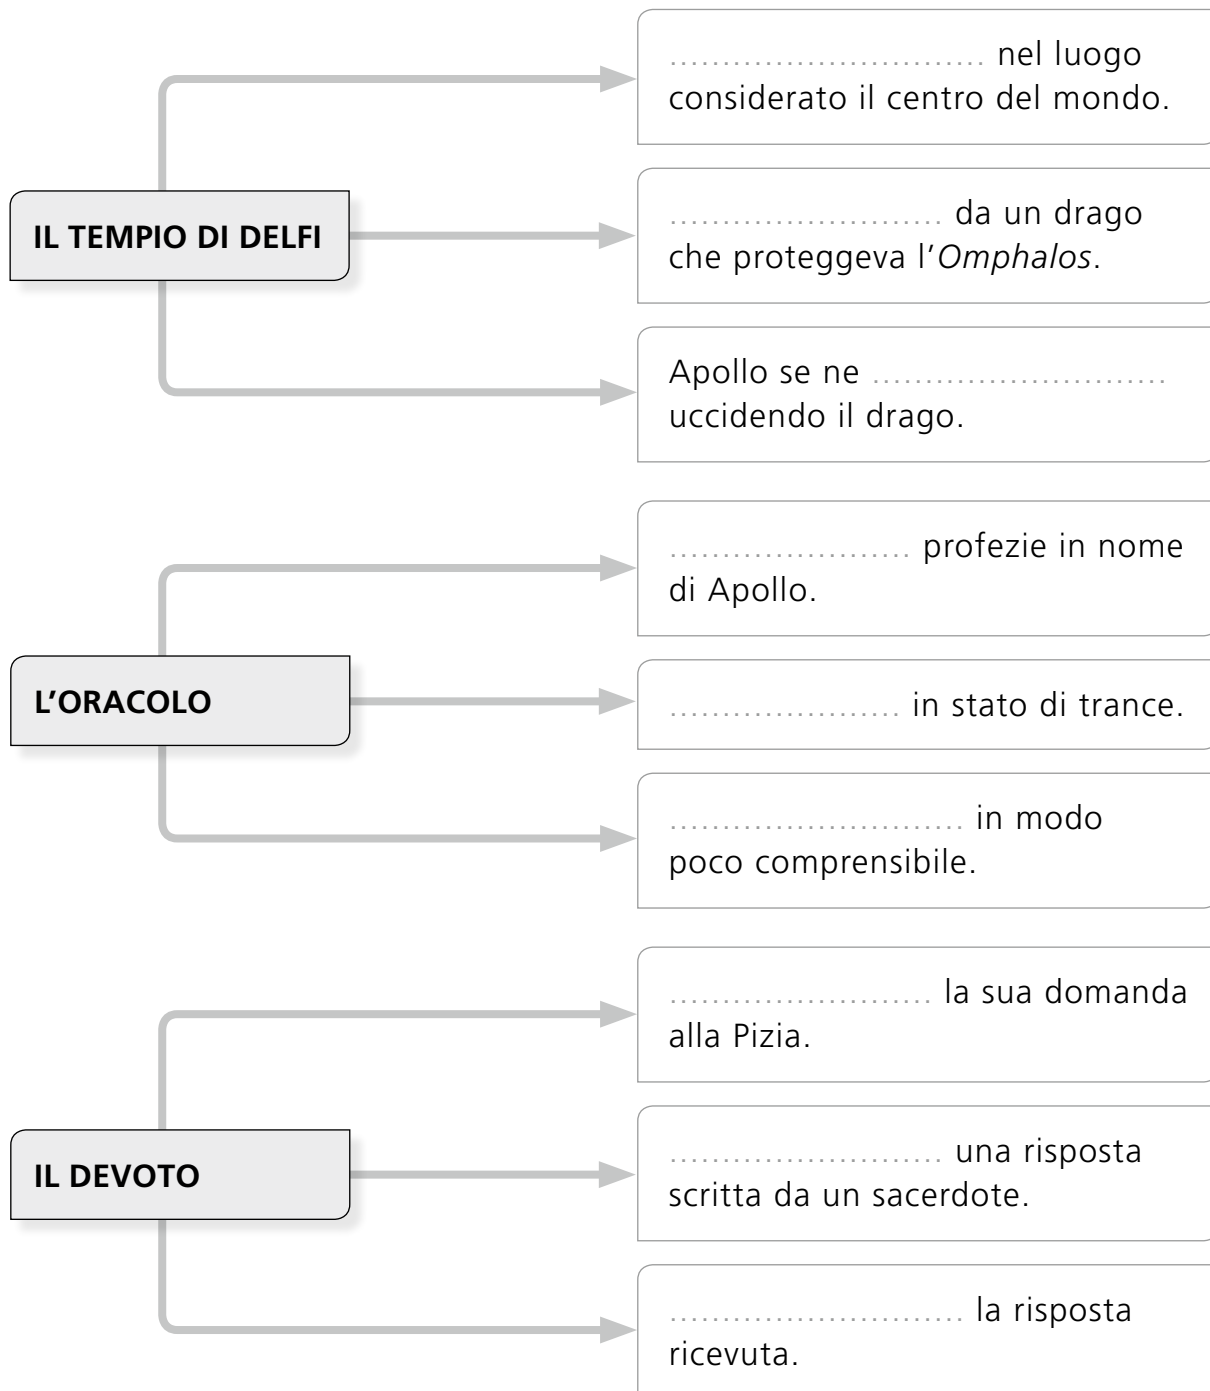 IL TEMPIO DI DELFI
............................... nel luogo
considerato il centro del mondo.
.......................... da un drago
che proteggeva l'Omphalos.
Apollo se ne ............................
uccidendo il drago.
L'ORACOLO
....................... profezie in nome
di Apollo.
...................... in stato di trance.
............................ in modo
poco comprensibile.
IL DEVOTO
......................... la sua domanda
alla Pizia.
.......................... una risposta
scritta da un sacerdote.
............................ la risposta
ricevuta.